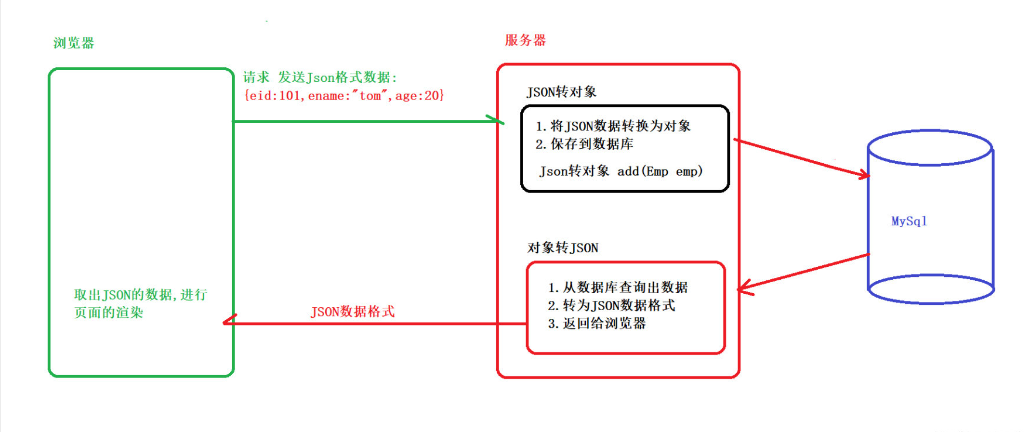 浏览器
服务器
请求 发送Json格式数据:
{eid:101,ename:"tom",age:20}
JSON转对象
1.将JSON数据转换为对象
2.保存到数据库
Json转对象 add(Emp emp)
MySql
对象转JSON
1.从数据库查询出数据
2.转为JSON数据格式
3.返回给浏览器
JSON数据格式
取出JSON的数据,进行
页面的渲染